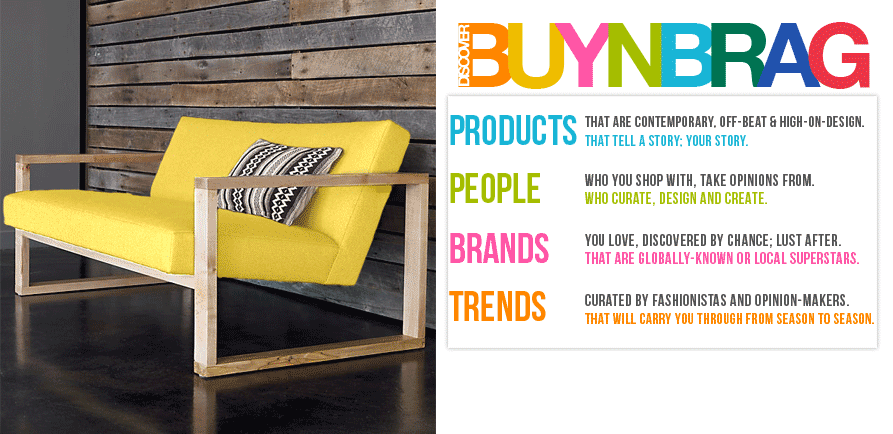 DISCOVER
BUYNBRAG
PRODUCTS
THAT ARE CONTEMPORARY, OFF-BEAT & HIGH-ON-DESIGN.
THAT TELL A STORY: YOUR STORY.
PEOPLE
WHO YOU SHOP WITH, TAKE OPINIONS FROM.
WHO CURATE, DESIGN AND CREATE.
BRANDS
YOU LOVE, DISCOVERED BY CHANCE; LUST AFTER.
THAT ARE GLOBALLY-KNOWN OR LOCAL SUPERSTARS.
TRENDS
CURATED BY FASHIONISTAS AND OPINION-MAKERS.
THAT WILL CARRY YOU THROUGH FROM SEASON TO SEASON.